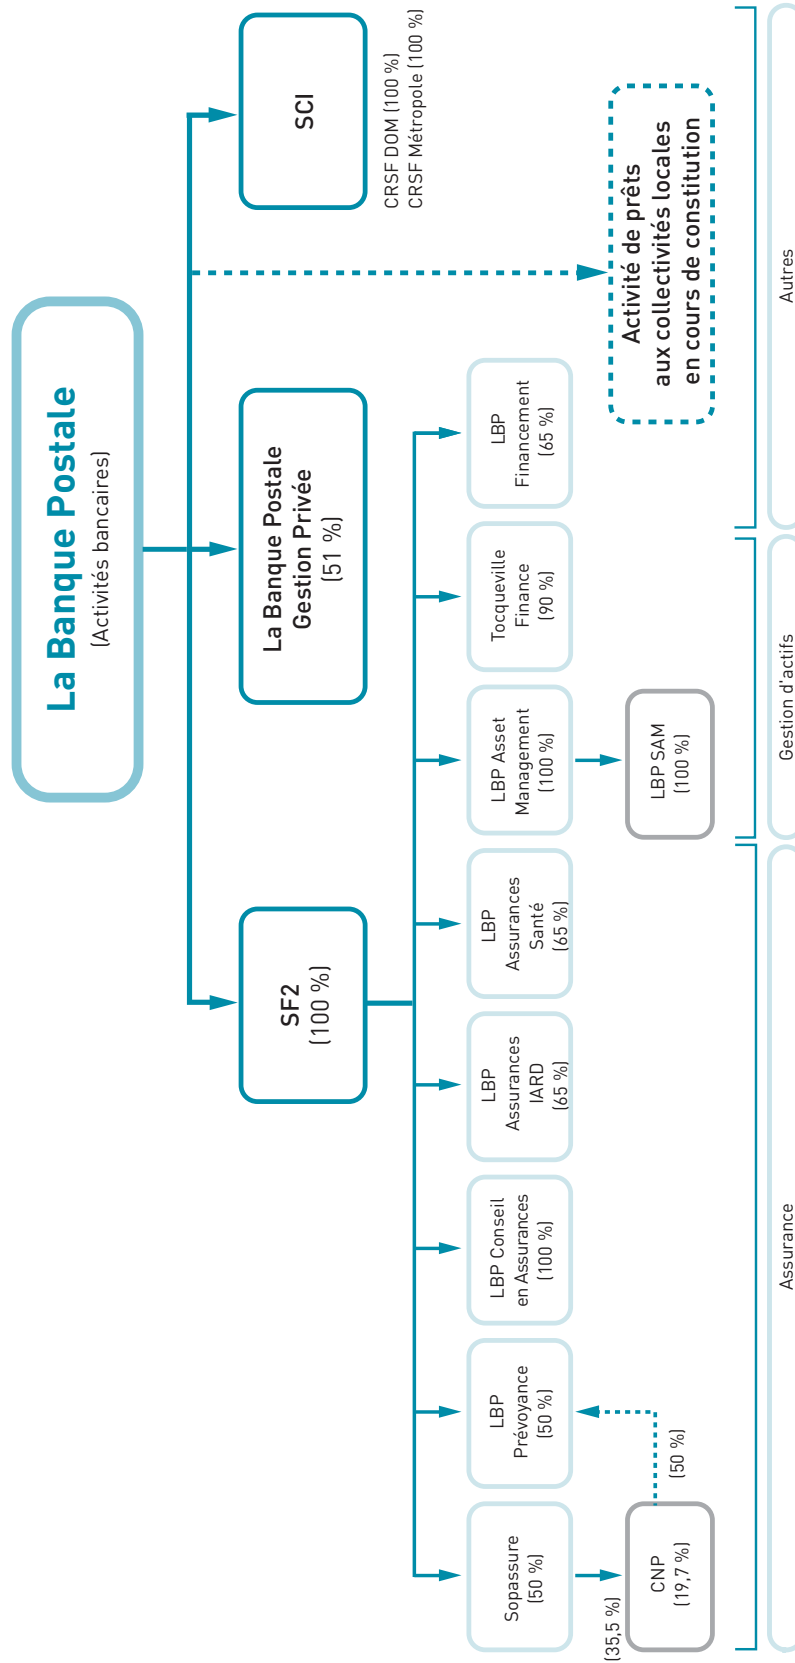 La Banque Postale
(Activités bancaires)
SF2
(100 %)
La Banque Postale
Gestion Privée
(51 %)
SCI
CRSF DOM (100 %)
CRSF Métropole (100 %)
Sopassure
(50 %)
LBP
Prévoyance
(50 %)
LBP Conseil
en Assurances
(100 %)
LBP
Assurances
IARD
(65 %)
LBP
Assurances
Santé
(65 %)
LBP Asset
Management
(100 %)
Tocqueville
Finance
(90 %)
LBP
Financement
(65 %)
(35,5 %)
CNP
(19,7 %)
(50 %)
LBP SAM
(100 %)
Activité de prêts
aux collectivités locales
en cours de constitution
Assurance
Gestion d'actifs
Autres